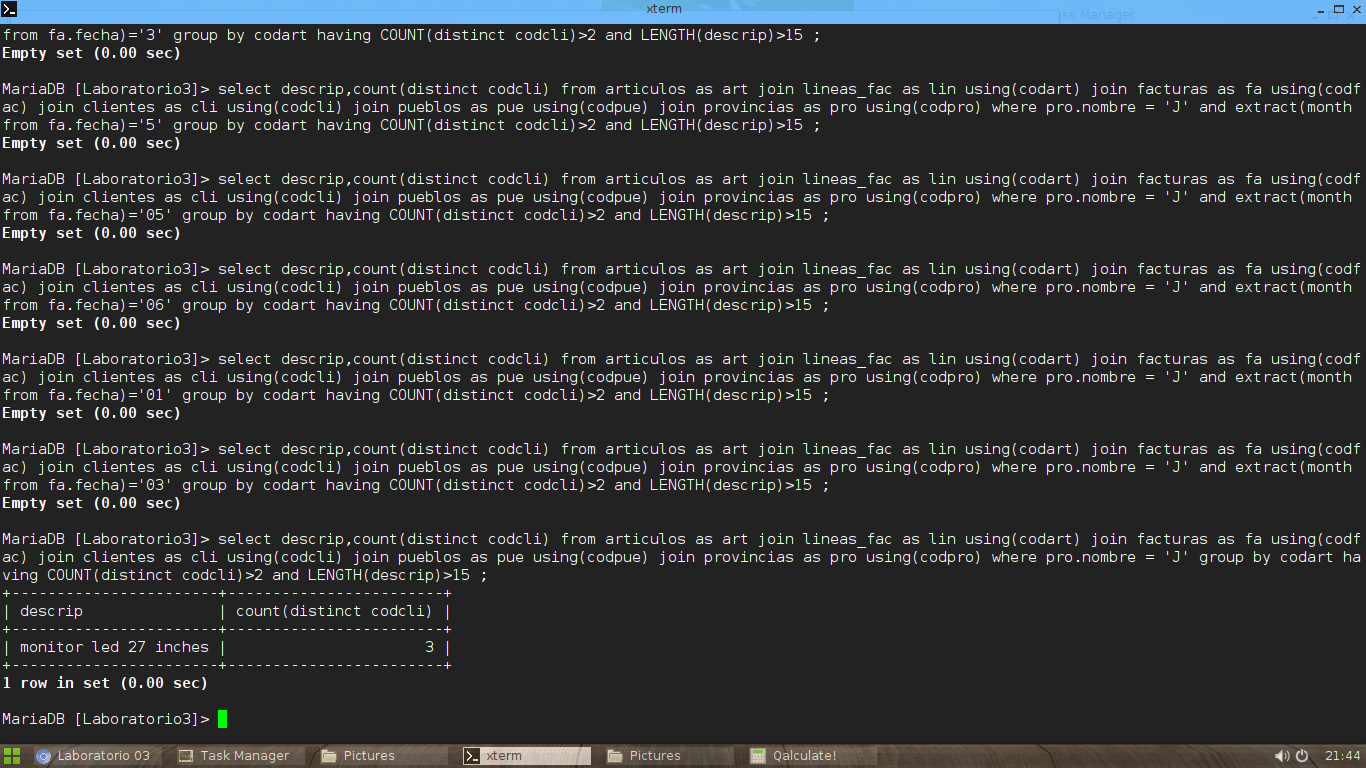 xterm
ask Manager
from fa.fecha)='3' group by codart having COUNT(distinct codcli)>2 and LENGTH(descrip)>15 ;
Empty set (0.00 sec)
MariaDB [Laboratorio3]> select descrip,count(distinct codcli) from articulos as art join lineas_fac as lin using(codart) join facturas as fa using(codf
ac) join clientes as cli using(codcli) join pueblos as pue using(codpue) join provincias as pro using(codpro) where pro.nombre = 'J' and extract(month
from fa.fecha)='5' group by codart having COUNT(distinct codcli)>2 and LENGTH(descrip)>15 ;
Empty set (0.00 sec)
MariaDB [Laboratorio3]> select descrip,count(distinct codcli) from articulos as art join lineas_fac as lin using(codart) join facturas as fa using(codf
ac) join clientes as cli using(codcli) join pueblos as pue using(codpue) join provincias as pro using(codpro) where pro.nombre = 'J' and extract(month
from fa.fecha)='05' group by codart having COUNT(distinct codcli)>2 and LENGTH(descrip)>15 ;
Empty set (0.00 sec)
MariaDB [Laboratorio3]> select descrip,count(distinct codcli) from articulos as art join lineas_fac as lin using(codart) join facturas as fa using(codf
ac) join clientes as cli using(codcli) join pueblos as pue using(codpue) join provincias as pro using(codpro) where pro.nombre = 'J' and extract(month
from fa.fecha)='06' group by codart having COUNT(distinct codcli)>2 and LENGTH(descrip)>15 ;
Empty set (0.00 sec)
MariaDB [Laboratorio3]> select descrip,count(distinct codcli) from articulos as art join lineas_fac as lin using(codart) join facturas as fa using(codf
ac) join clientes as cli using(codcli) join pueblos as pue using(codpue) join provincias as pro using(codpro) where pro.nombre = 'J' and extract(month
from fa.fecha)='01' group by codart having COUNT(distinct codcli)>2 and LENGTH(descrip)>15 ;
Empty set (0.00 sec)
MariaDB [Laboratorio3]> select descrip,count(distinct codcli) from articulos as art join lineas_fac as lin using(codart) join facturas as fa using(codf
ac) join clientes as cli using(codcli) join pueblos as pue using(codpue) join provincias as pro using(codpro) where pro.nombre = 'J' and extract(month
from fa.fecha)='03' group by codart having COUNT(distinct codcli)>2 and LENGTH(descrip)>15 ;
Empty set (0.00 sec)
MariaDB [Laboratorio3]> select descrip,count(distinct codcli) from articulos as art join lineas_fac as lin using(codart) join facturas as fa using(codf
ac) join clientes as cli using(codcli) join pueblos as pue using(codpue) join provincias as pro using(codpro) where pro.nombre = 'J' group by codart ha
ving COUNT(distinct codcli)>2 and LENGTH(descrip)>15 ;
+-----------------------+------------------------+
| descrip | count(distinct codcli) |
+-----------------------+------------------------+
| monitor led 27 inches | 3 |
+-----------------------+------------------------+
1 row in set (0.00 sec)
MariaDB [Laboratorio3]>
Laboratorio 03 Task Manager Pictures xterm Pictures Qalculate! 21:44